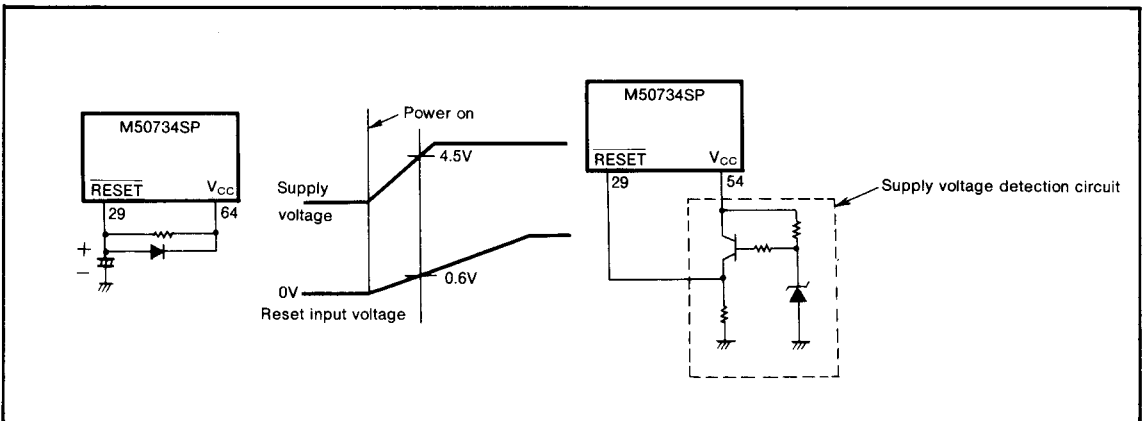 M50734SP
RESET
VCC
29
64
+
−
Power on
4.5V
Supply
voltage
0.6V
0V
Reset input voltage
M50734SP
RESET
VCC
29
54
Supply voltage detection circuit